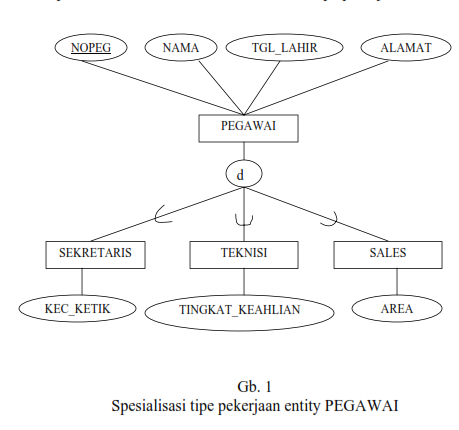 NOPEG NAMA TGL_LAHIR ALAMAT
PEGAWAI
d
SEKRETARIS TEKNISI SALES
KEC_KETIK TINGKAT_KEAHLIAN AREA
Gb. 1
Spesialisasi tipe pekerjaan entity PEGAWAI